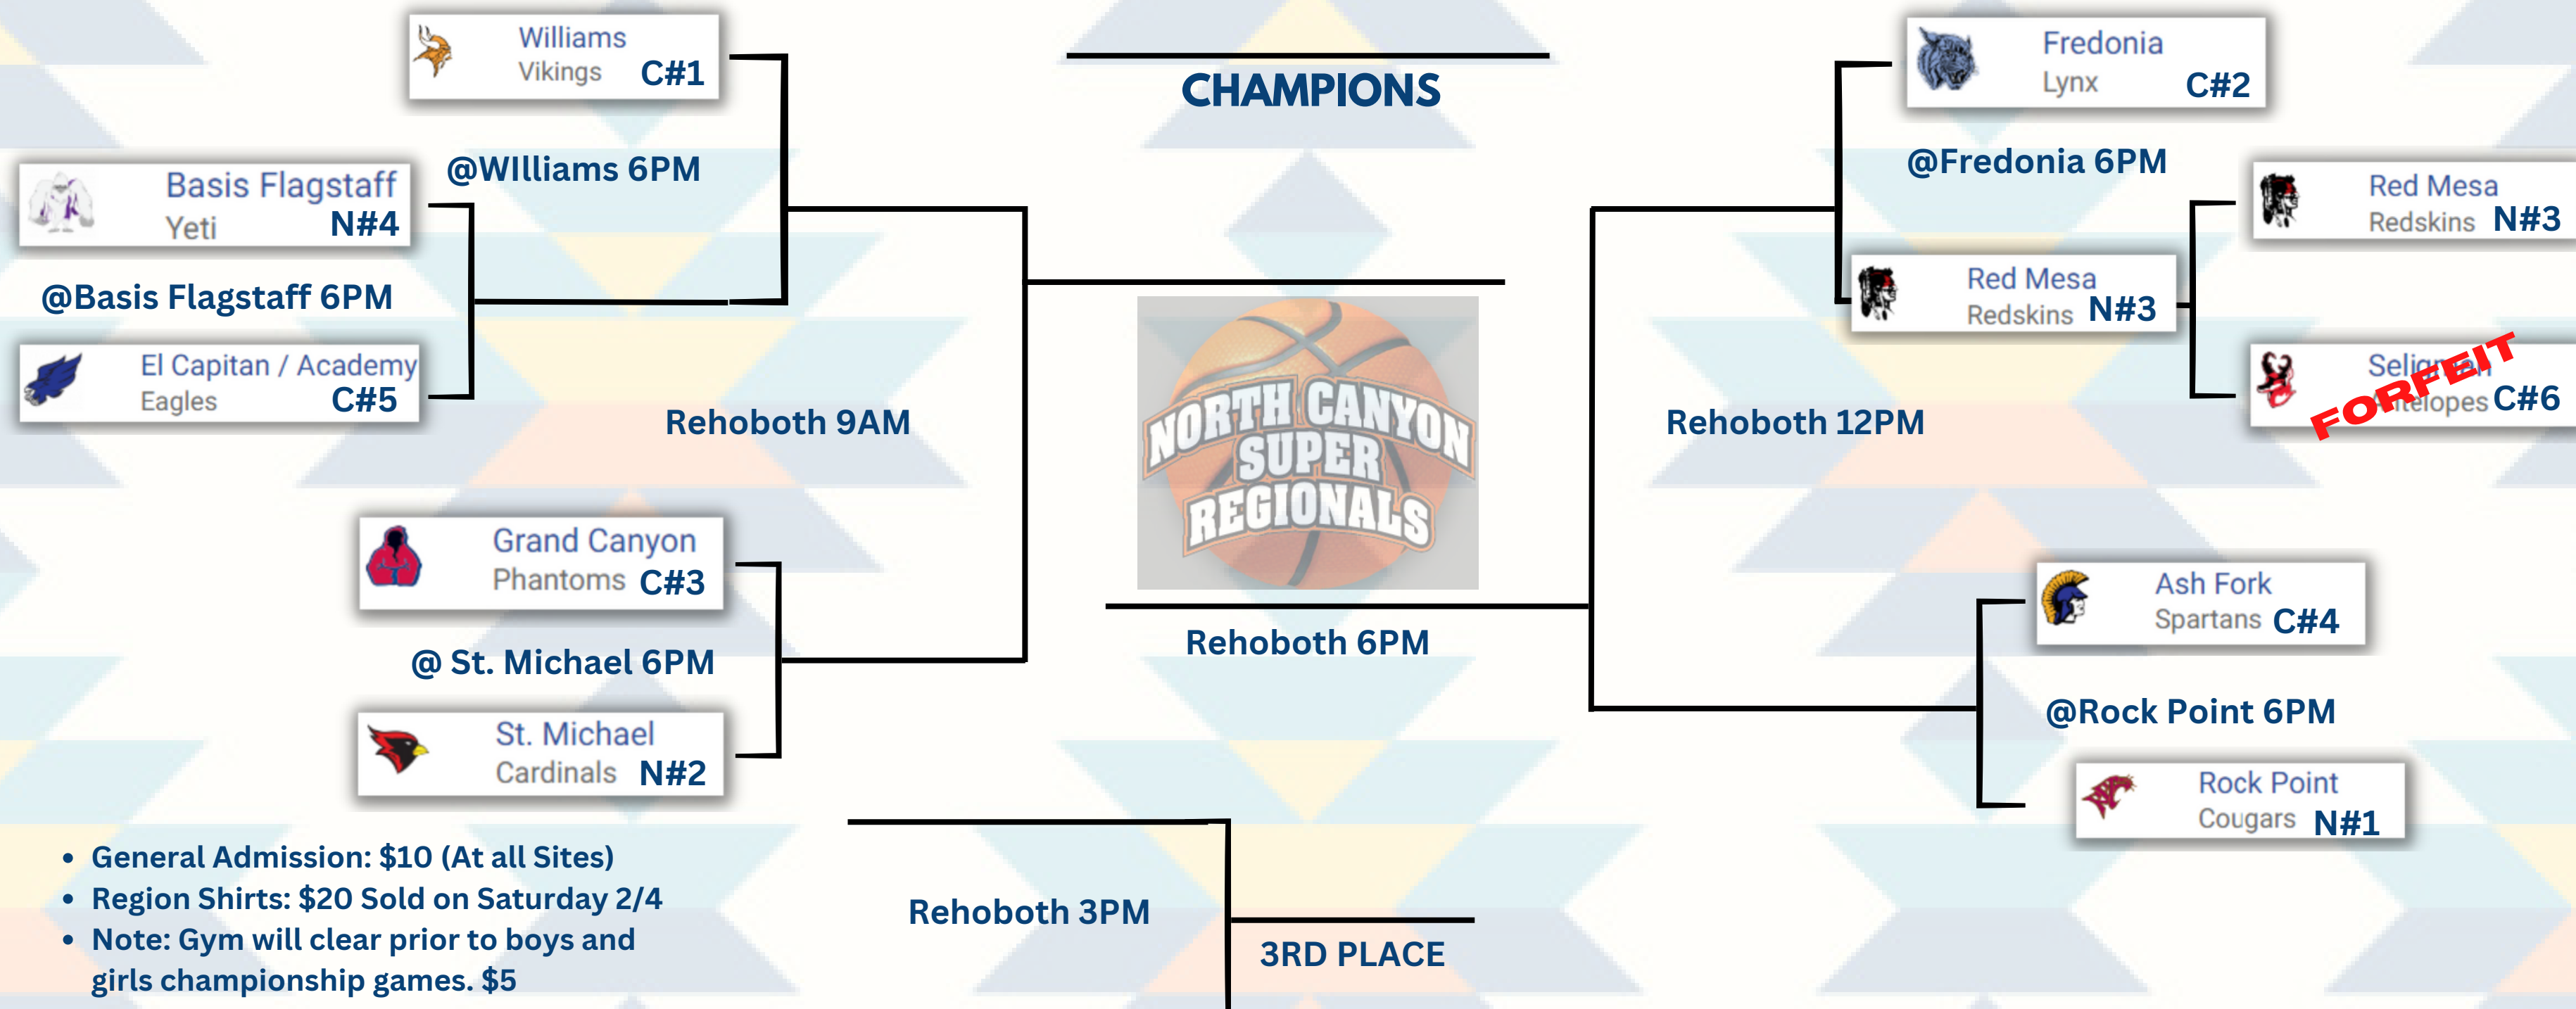 Williams
Vikings C#1
@WIlliams 6PM
Basis Flagstaff
Yeti N#4
@Basis Flagstaff 6PM
El Capitan / Academy
Eagles C#5
Rehoboth 9AM
Grand Canyon
Phantoms C#3
@ St. Michael 6PM
St. Michael
Cardinals N#2
CHAMPIONS
NORTH CANYON
SUPER
REGIONALS
Rehoboth 6PM
Fredonia
Lynx C#2
@Fredonia 6PM
Red Mesa
Redskins N#3
Red Mesa
Redskins N#3
Seligman
Antelopes C#6
FORFEIT
Rehoboth 12PM
Ash Fork
Spartans C#4
@Rock Point 6PM
Rock Point
Cougars N#1
Rehoboth 3PM
3RD PLACE
• General Admission: $10 (At all Sites)
• Region Shirts: $20 Sold on Saturday 2/4
• Note: Gym will clear prior to boys and
girls championship games. $5